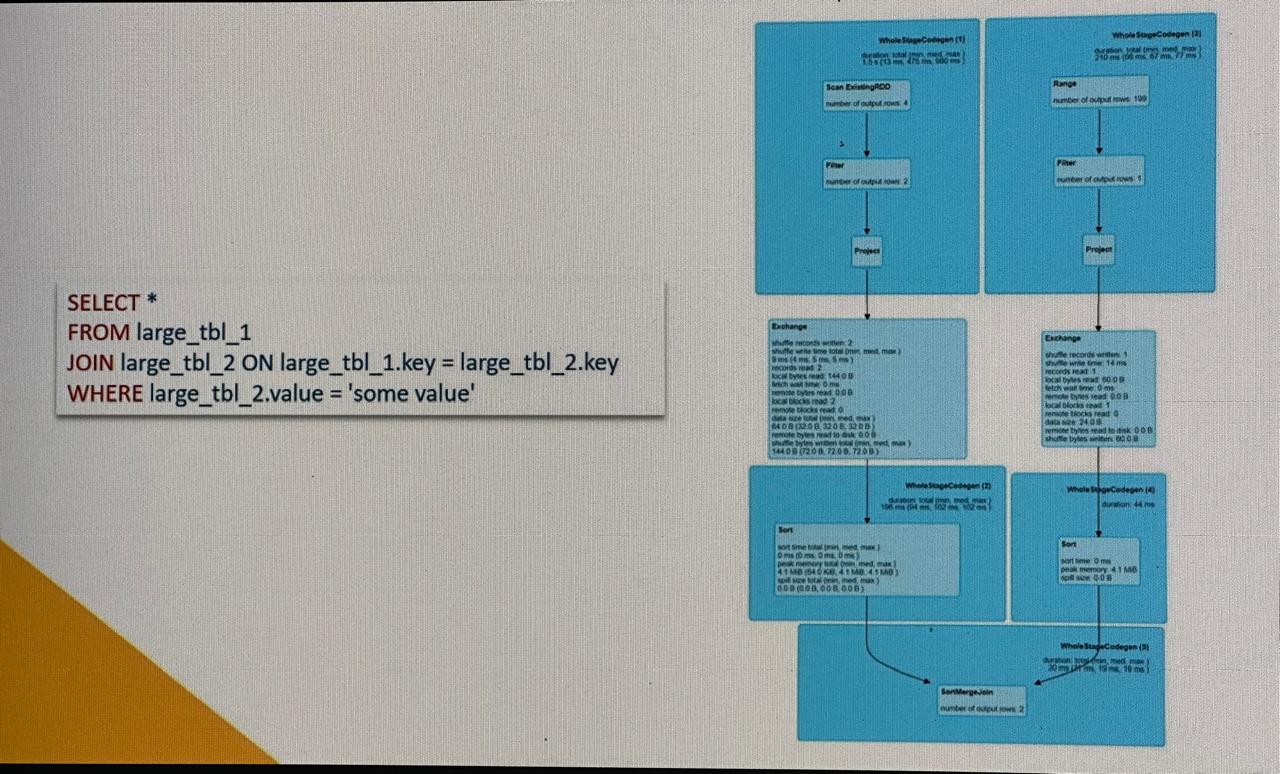 SELECT *
FROM large_tbl_1
JOIN large_tbl_2 ON large_tbl_1.key = large_tbl_2.key
WHERE large_tbl_2.value = 'some value'
WholeStageCodegen (1)
duration: total (min, med, max)
1.5 s (13 ms, 475 ms, 980 ms)
Scan ExistingRDD
number of output rows: 4
Filter
number of output rows: 2
Project
Exchange
shuffle records written: 2
shuffle write time total (min, med, max)
9 ms (4 ms, 5 ms, 5 ms)
records read: 2
local bytes read: 144.0 B
fetch wait time: 0 ms
remote bytes read: 0.0 B
local blocks read: 2
remote blocks read: 0
data size total (min, med, max)
64.0 B (32.0 B, 32.0 B, 32.0 B)
remote bytes read to disk: 0.0 B
shuffle bytes written total (min, med, max)
144.0 B (72.0 B, 72.0 B, 72.0 B)
WholeStageCodegen (2)
duration: total (min, med, max)
196 ms (94 ms, 102 ms, 102 ms)
Sort
sort time total (min, med, max)
0 ms (0 ms, 0 ms, 0 ms)
peak memory total (min, med, max)
4.1 MiB (64.0 KiB, 4.1 MiB, 4.1 MiB)
spill size total (min, med, max)
0.0 B (0.0 B, 0.0 B, 0.0 B)
WholeStageCodegen (3)
duration: total (min, med, max)
210 ms (66 ms, 67 ms, 77 ms)
Range
number of output rows: 199
Filter
number of output rows: 1
Project
Exchange
shuffle records written: 1
shuffle write time: 14 ms
records read: 1
local bytes read: 60.0 B
fetch wait time: 0 ms
remote bytes read: 0.0 B
local blocks read: 1
remote blocks read: 0
data size: 24.0 B
remote bytes read to disk: 0.0 B
shuffle bytes written: 60.0 B
WholeStageCodegen (4)
duration: 44 ms
Sort
sort time: 0 ms
peak memory: 4.1 MiB
spill size: 0.0 B
WholeStageCodegen (5)
duration: total (min, med, max)
ms, 19 ms, 19 ms)
SortMergeJoin
number of output rows: 2